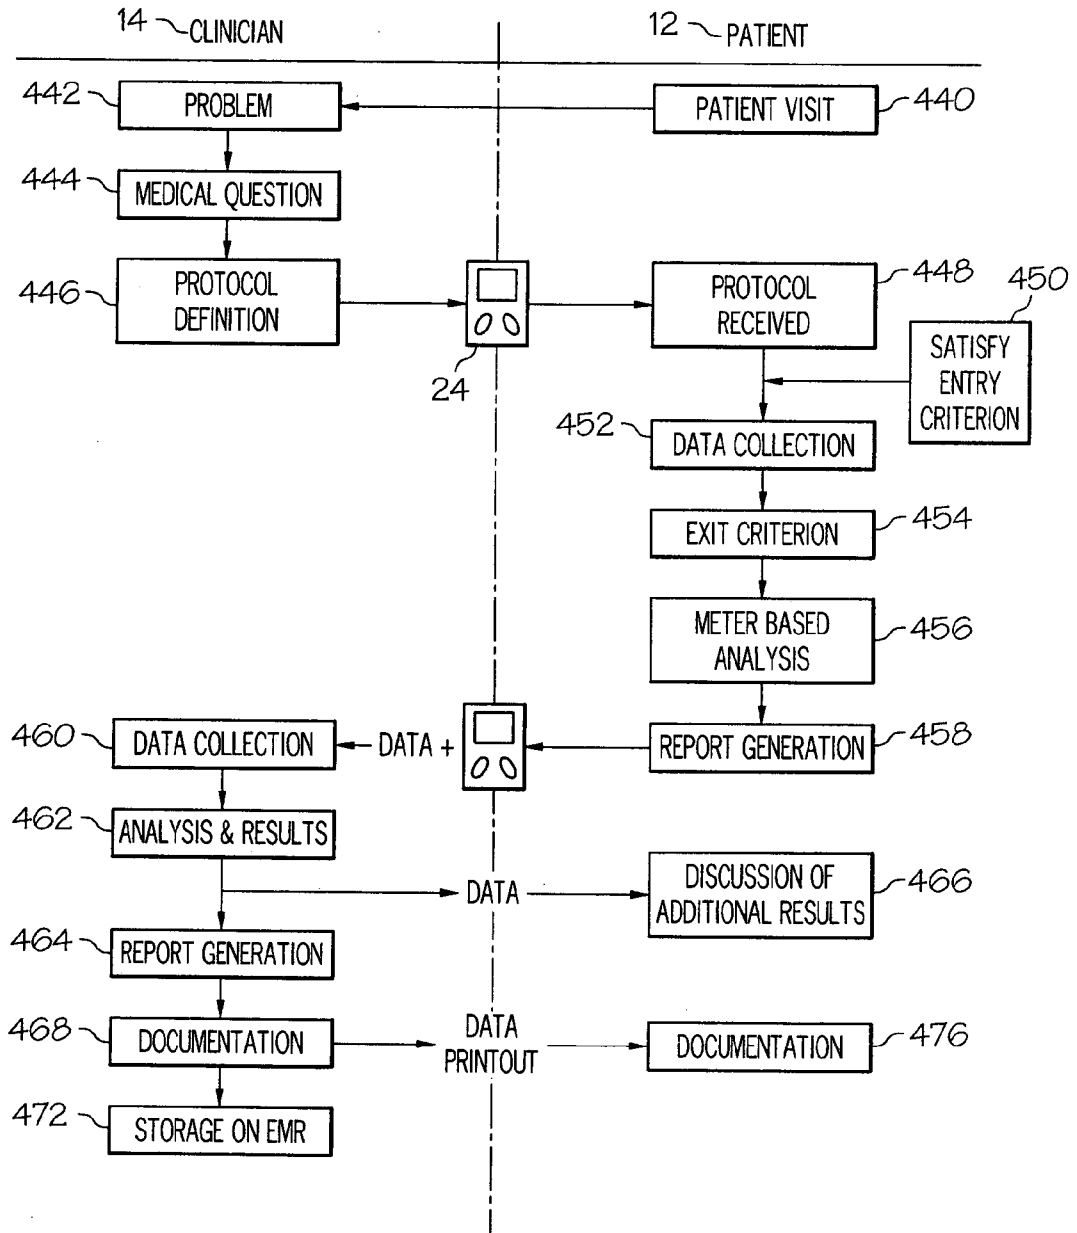 14 CLINICIAN
12 PATIENT
442 PROBLEM
PATIENT VISIT 440
444 MEDICAL QUESTION
446 PROTOCOL
DEFINITION
24
PROTOCOL
RECEIVED
448
450
SATISFY
ENTRY
CRITERION
452 DATA COLLECTION
EXIT CRITERION 454
METER BASED
ANALYSIS
456
REPORT GENERATION 458
460 DATA COLLECTION
DATA +
462 ANALYSIS & RESULTS
DATA
DISCUSSION OF
ADDITIONAL RESULTS
466
464 REPORT GENERATION
468 DOCUMENTATION
DATA
PRINTOUT
DOCUMENTATION 476
472 STORAGE ON EMR